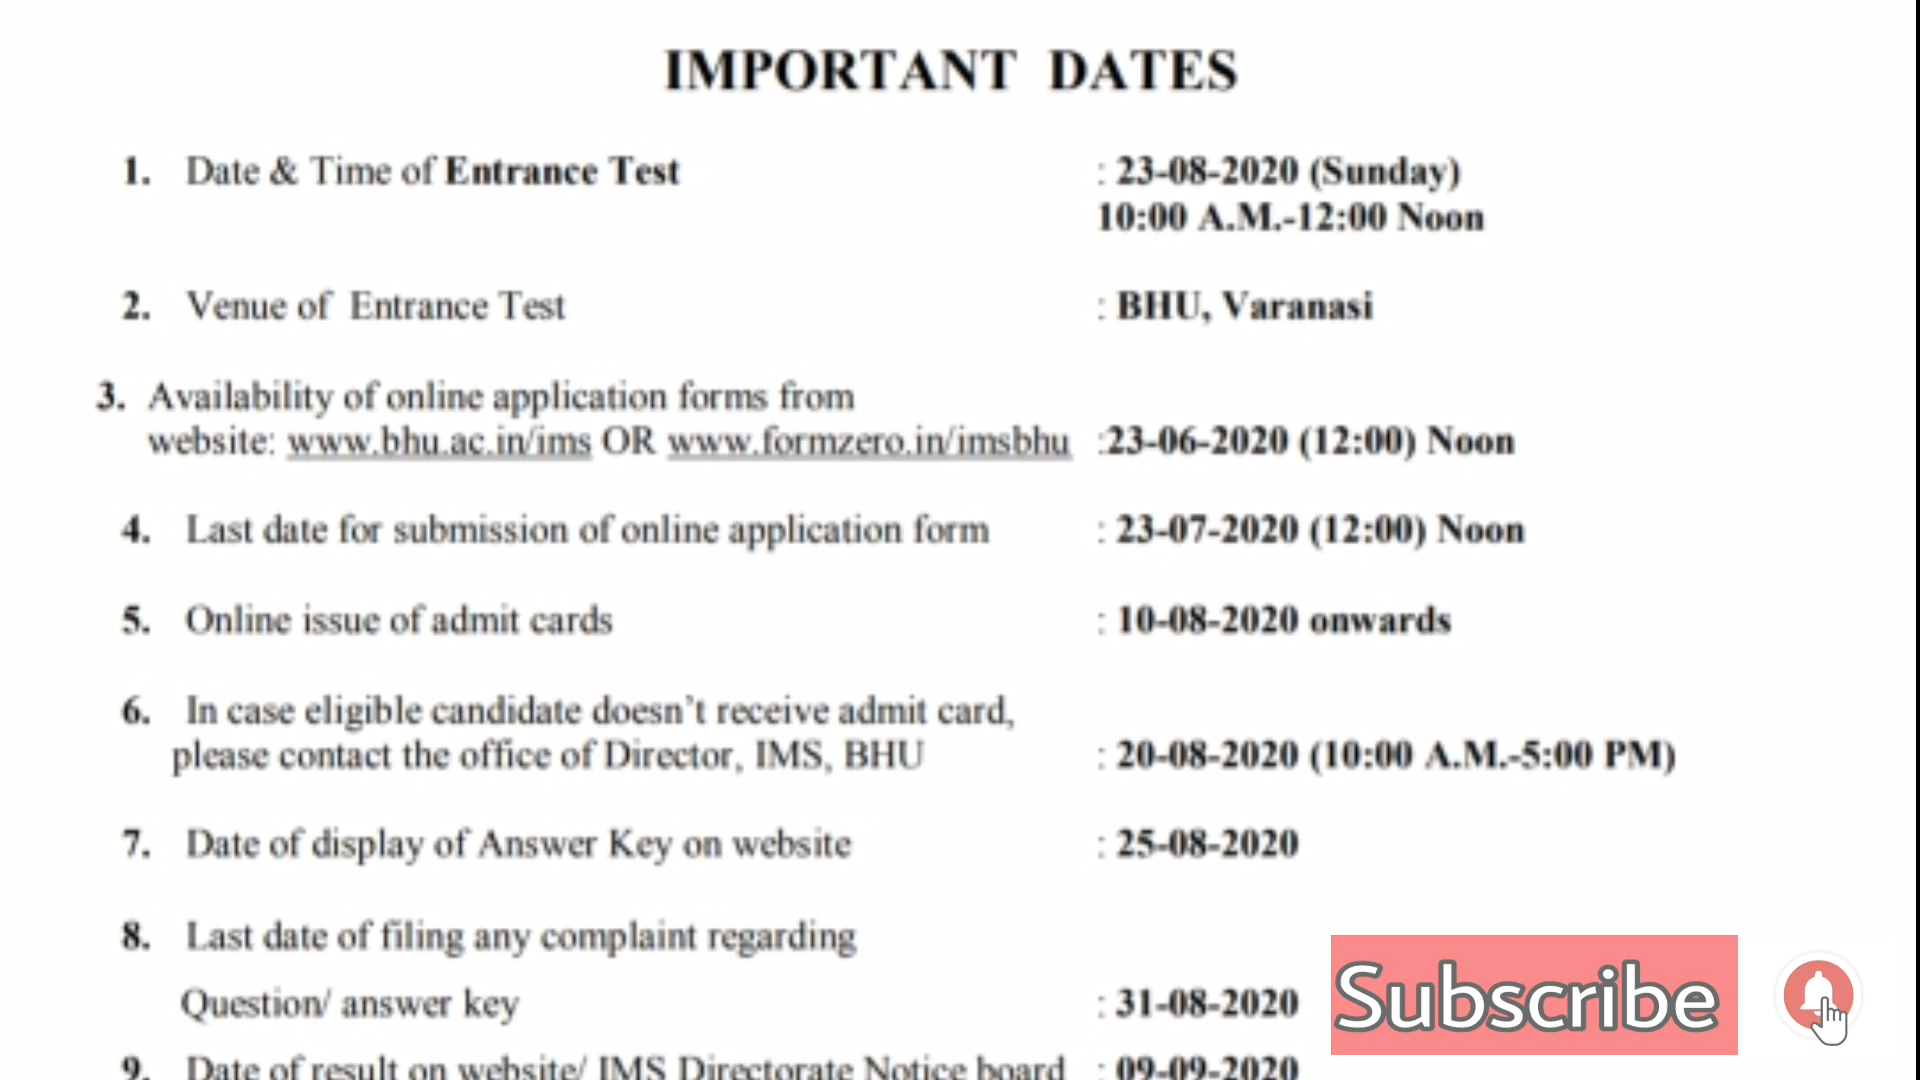 IMPORTANT DATES
1. Date & Time of Entrance Test : 23-08-2020 (Sunday)
10:00 A.M.-12:00 Noon
2. Venue of Entrance Test : BHU, Varanasi
3. Availability of online application forms from
website: www.bhu.ac.in/ims OR www.formzero.in/imsbhu :23-06-2020 (12:00) Noon
4. Last date for submission of online application form : 23-07-2020 (12:00) Noon
5. Online issue of admit cards : 10-08-2020 onwards
6. In case eligible candidate doesn’t receive admit card,
please contact the office of Director, IMS, BHU : 20-08-2020 (10:00 A.M.-5:00 PM)
7. Date of display of Answer Key on website : 25-08-2020
8. Last date of filing any complaint regarding
Question/ answer key : 31-08-2020
Subscribe
9. Date of result on website/ IMS Directorate Notice board : 09-09-2020